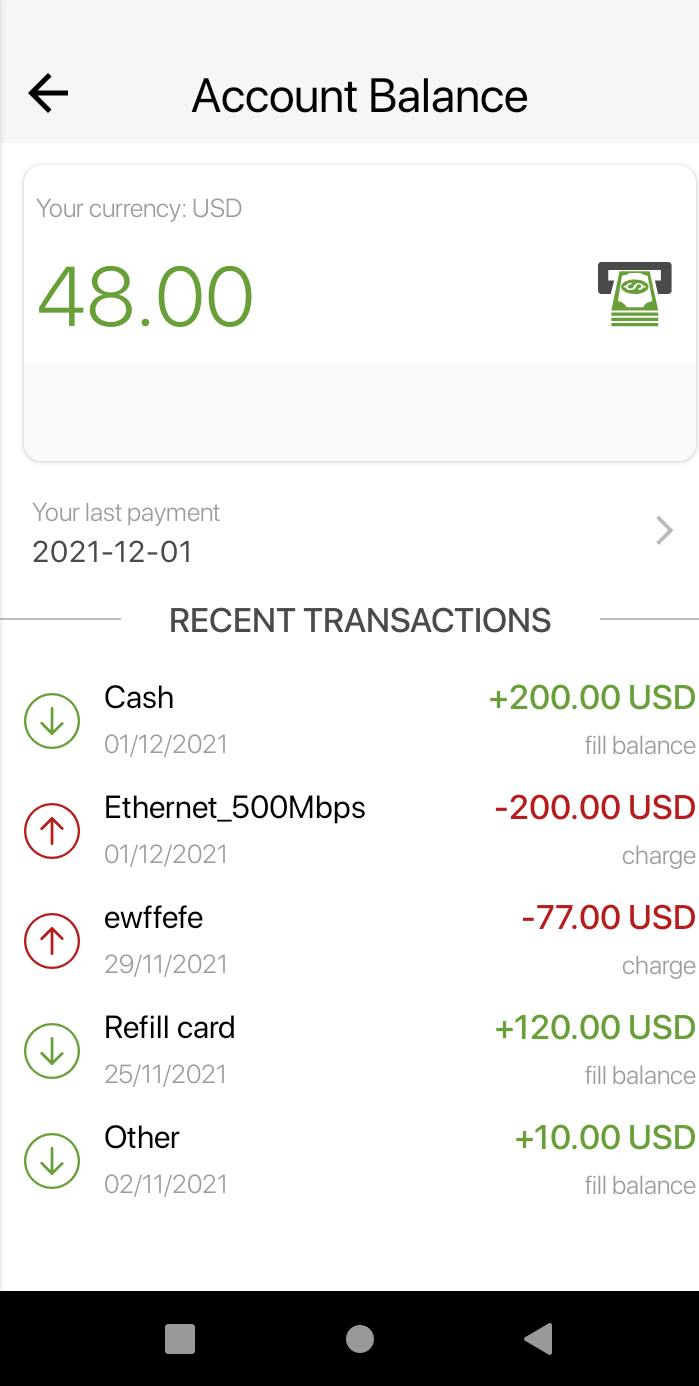 Account Balance
Your currency: USD
48.00
Your last payment
2021-12-01
RECENT TRANSACTIONS
Cash
+200.00 USD
01/12/2021
fill balance
Ethernet_500Mbps
-200.00 USD
01/12/2021
charge
ewffefe
-77.00 USD
29/11/2021
charge
Refill card
+120.00 USD
25/11/2021
fill balance
Other
+10.00 USD
02/11/2021
fill balance